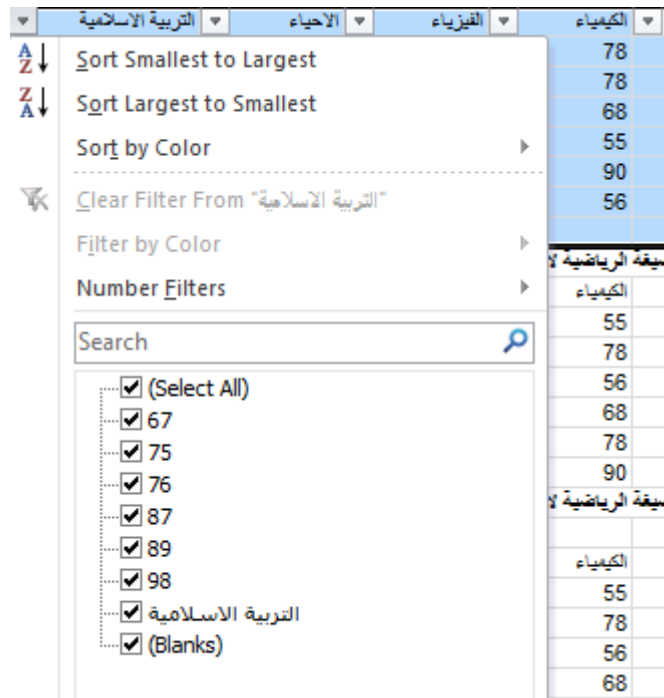 التربية الاسلامية الاحياء الفيزياء الكيمياء
Sort Smallest to Largest
Sort Largest to Smallest
Sort by Color
Clear Filter From "التربية الاسلامية"
Filter by Color
Number Filters
Search
(Select All)
67
75
76
87
89
98
التربية الاسلامية
(Blanks)
78
78
68
55
90
56
الرياضية
الكيمياء
55
78
56
68
78
90
الرياضية
الكيمياء
55
78
56
68